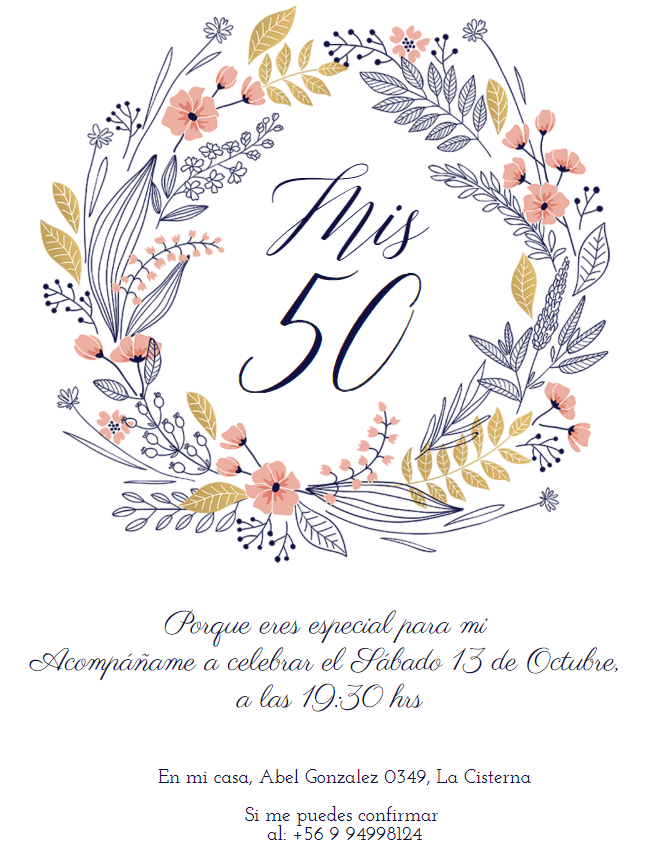 Mis
50
Porque eres especial para mi
Acompáñame a celebrar el Sábado 13 de Octubre,
a las 19:30 hrs
En mi casa, Abel Gonzalez 0349, La Cisterna
Si me puedes confirmar
al: +56 9 94998124